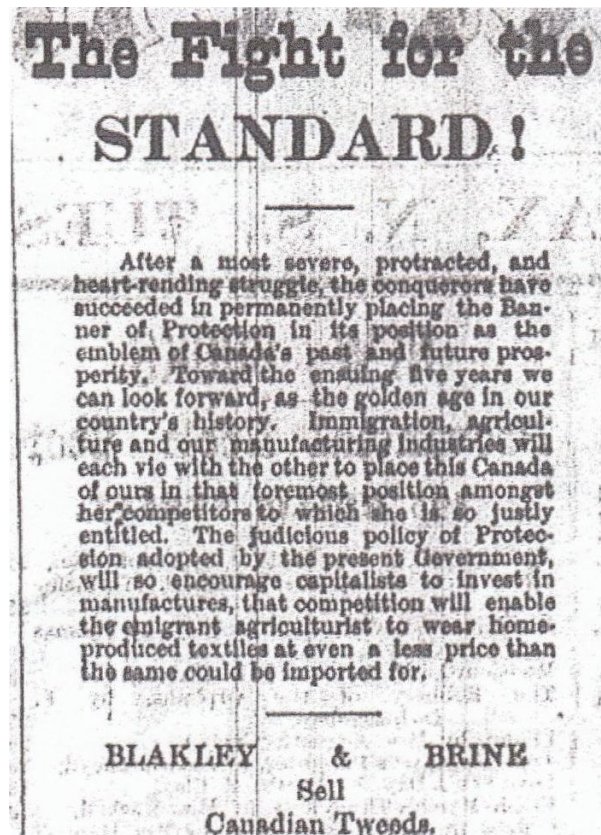 The Fight for the
STANDARD!
After a most severe, protracted, and
heart-rending struggle, the conquerors have
succeeded in permanently placing the Ban-
ner of Protection in its position as the
emblem of Canada's past and future pros-
perity. Toward the ensuing five years we
can look forward, as the golden age in our
country's history. Immigration, agricul-
ture and our manufacturing industries will
each vie with the other to place this Canada
of ours in that foremost position amongst
her competitors to which she is so justly
entitled. The judicious policy of Protec-
sion adopted by the present Government,
will so encourage capitalists to invest in
manufactures, that competition will enable
the emigrant agriculturist to wear home-
produced textiles at even a less price than
the same could be imported for.
BLAKLEY & BRINE
Sell
Canadian Tweeds.